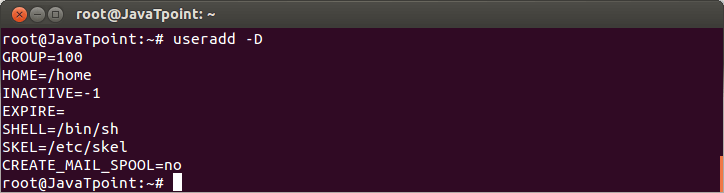 root@JavaTpoint: ~
root@JavaTpoint:~# useradd -D
GROUP=100
HOME=/home
INACTIVE=-1
EXPIRE=
SHELL=/bin/sh
SKEL=/etc/skel
CREATE_MAIL_SPOOL=no
root@JavaTpoint:~#